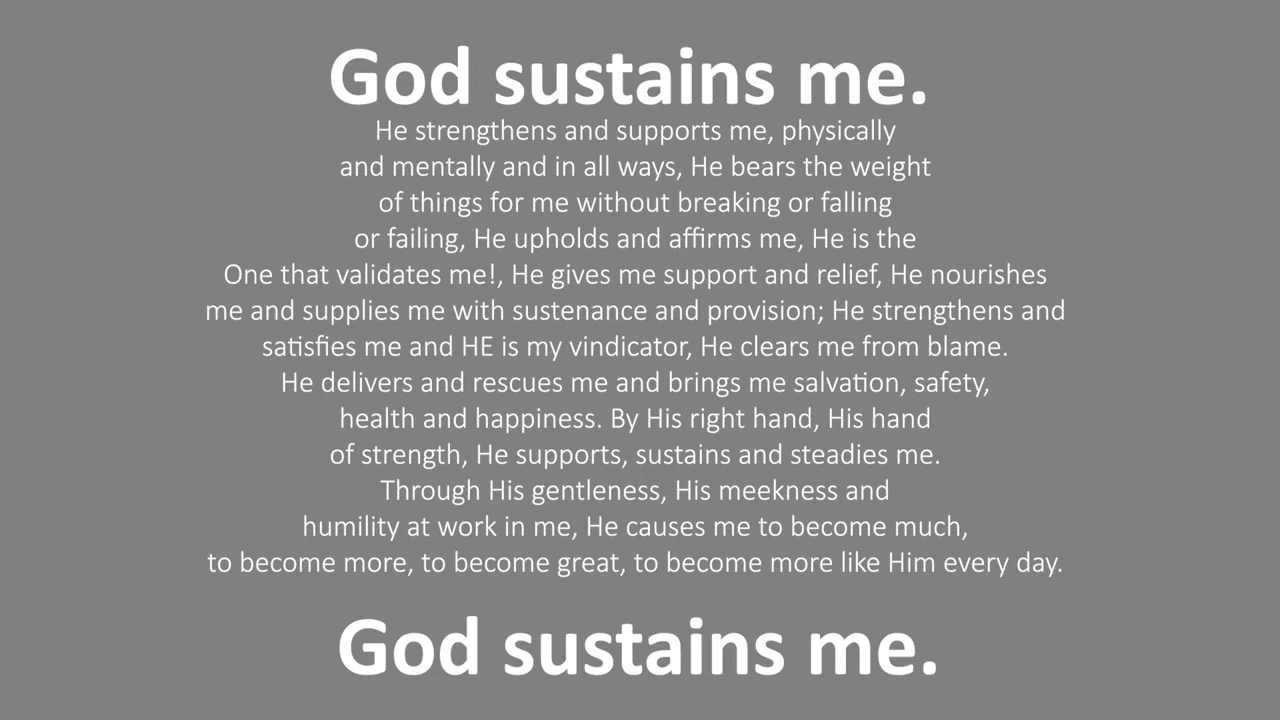 God sustains me.
He strengthens and supports me, physically
and mentally and in all ways, He bears the weight
of things for me without breaking or falling
or failing, He upholds and affirms me, He is the
One that validates me!, He gives me support and relief, He nourishes
me and supplies me with sustenance and provision; He strengthens and
satisfies me and HE is my vindicator, He clears me from blame.
He delivers and rescues me and brings me salvation, safety,
health and happiness. By His right hand, His hand
of strength, He supports, sustains and steadies me.
Through His gentleness, His meekness and
humility at work in me, He causes me to become much,
to become more, to become great, to become more like Him every day.
God sustains me.